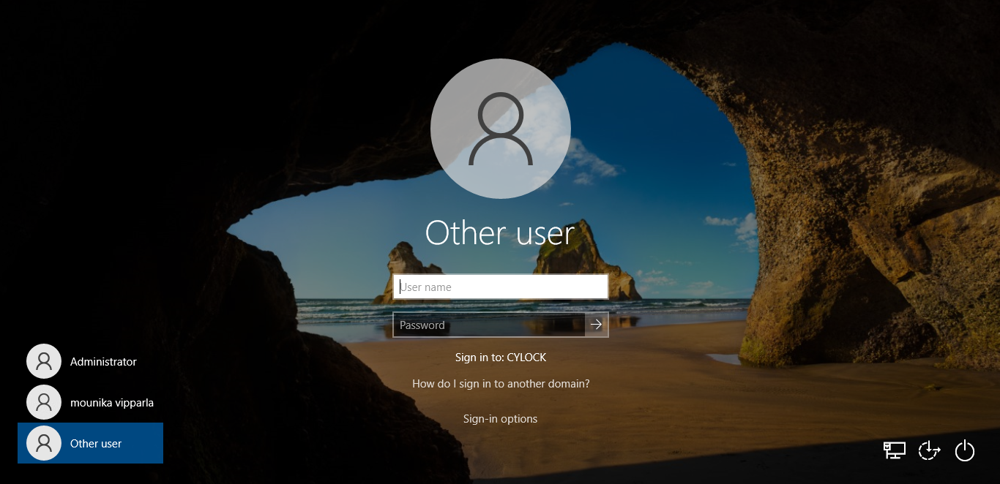 Other user
User name
Password
Sign in to: CYLOCK
How do I sign in to another domain?
Sign-in options
Administrator
mounika vipparla
Other user